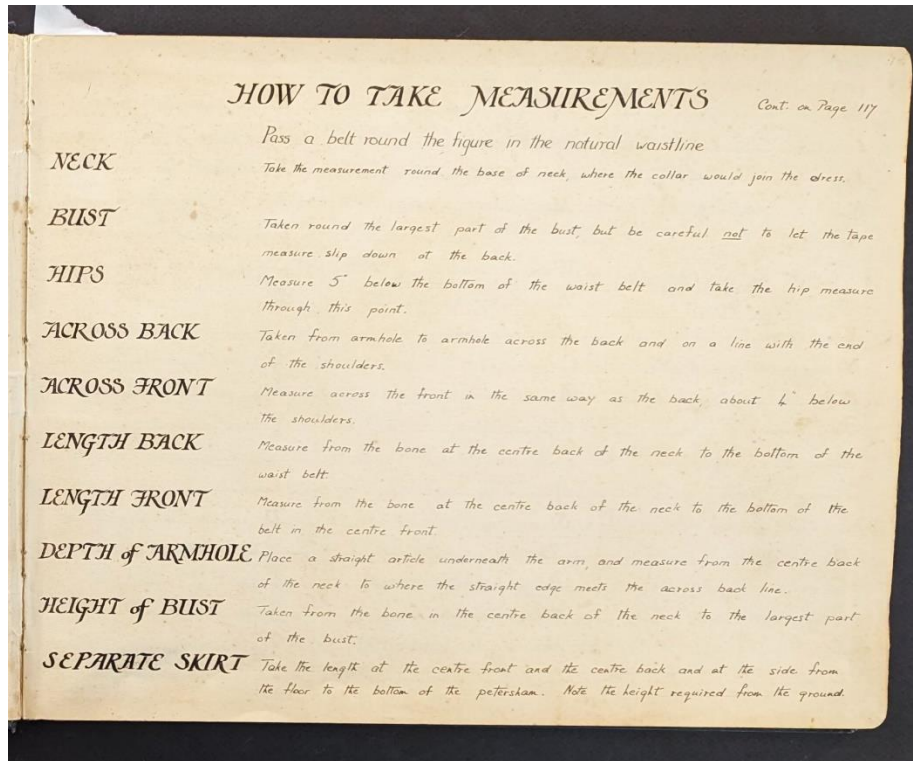 HOW TO TAKE MEASUREMENTS Cont. on Page 117
Pass a belt round the figure in the natural waistline
NECK Take the measurement round the base of neck, where the collar would join the dress.
BUST Taken round the largest part of the bust, but be careful not to let the tape
measure slip down at the back.
HIPS Measure 5" below the bottom of the waist belt and take the hip measure
through this point.
ACROSS BACK Taken from armhole to armhole across the back and on a line with the end
of the shoulders.
ACROSS FRONT Measure across the front in the same way as the back, about 4" below
the shoulders.
LENGTH BACK Measure from the bone at the centre back of the neck to the bottom of the
waist belt.
LENGTH FRONT Measure from the bone at the centre back of the neck to the bottom of the
belt in the centre front.
DEPTH of ARMHOLE Place a straight article underneath the arm, and measure from the centre back
of the neck to where the straight edge meets the across back line.
HEIGHT of BUST Taken from the bone in the centre back of the neck to the largest part
of the bust.
SEPARATE SKIRT Take the length at the centre front and the centre back and at the side from
the floor to the bottom of the petersham. Note the height required from the ground.